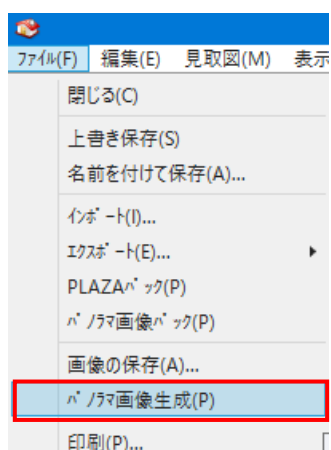 ﾌｧｲﾙ(F) 編集(E) 見取図(M) 表示
閉じる(C)
上書き保存(S)
名前を付けて保存(A)...
ｲﾝﾎﾟｰﾄ(I)...
ｴｸｽﾎﾟｰﾄ(E)...
PLAZAﾊﾟｯｸ(P)
ﾊﾟﾉﾗﾏ画像ﾊﾟｯｸ(P)
画像の保存(A)...
ﾊﾟﾉﾗﾏ画像生成(P)
印刷(P)...